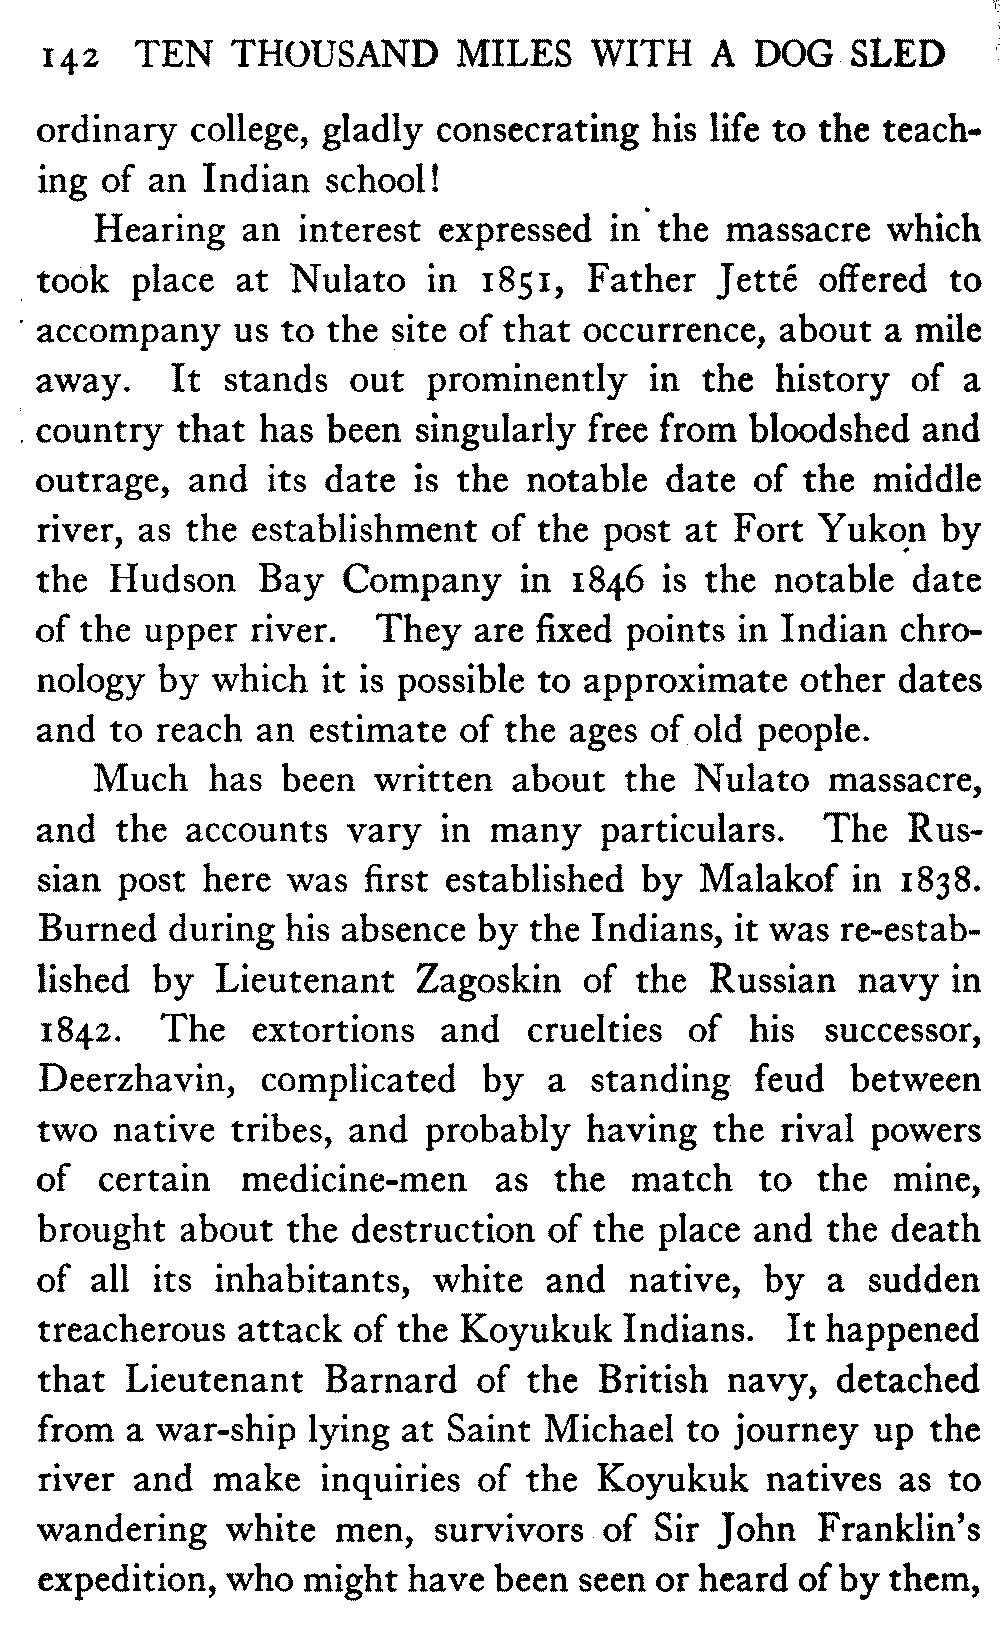 142 TEN THOUSAND MILES WITH A DOG SLED
ordinary college, gladly consecrating his life to the teach-
ing of an Indian school!
Hearing an interest expressed in the massacre which
took place at Nulato in 1851, Father Jetté offered to
accompany us to the site of that occurrence, about a mile
away. It stands out prominently in the history of a
country that has been singularly free from bloodshed and
outrage, and its date is the notable date of the middle
river, as the establishment of the post at Fort Yukon by
the Hudson Bay Company in 1846 is the notable date
of the upper river. They are fixed points in Indian chro-
nology by which it is possible to approximate other dates
and to reach an estimate of the ages of old people.
Much has been written about the Nulato massacre,
and the accounts vary in many particulars. The Rus-
sian post here was first established by Malakof in 1838.
Burned during his absence by the Indians, it was re-estab-
lished by Lieutenant Zagoskin of the Russian navy in
1842. The extortions and cruelties of his successor,
Deerzhavin, complicated by a standing feud between
two native tribes, and probably having the rival powers
of certain medicine-men as the match to the mine,
brought about the destruction of the place and the death
of all its inhabitants, white and native, by a sudden
treacherous attack of the Koyukuk Indians. It happened
that Lieutenant Barnard of the British navy, detached
from a war-ship lying at Saint Michael to journey up the
river and make inquiries of the Koyukuk natives as to
wandering white men, survivors of Sir John Franklin's
expedition, who might have been seen or heard of by them,